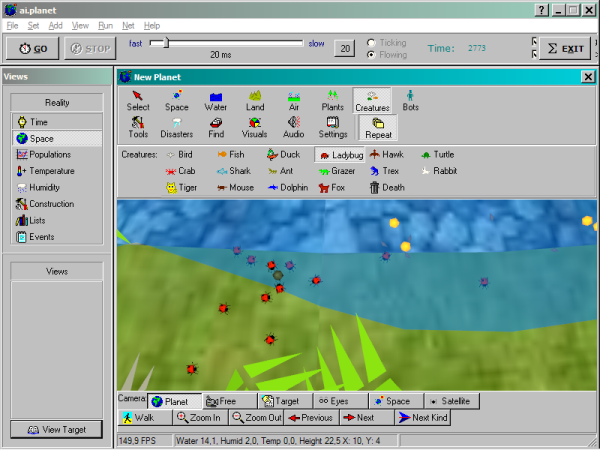 ai.planet
File Set Add View Run Net Help
GO STOP fast slow 20 ms 20 Ticking Flowing Time: 2775 Σ EXIT
Views
Reality
Time
Space
Populations
Temperature
Humidity
Construction
Lists
Events
Views
View Target
New Planet
Select Space Water Land Air Plants Creatures Bots
Tools Disasters Find Visuals Audio Settings Repeat
Creatures: Bird Fish Duck Ladybug Hawk Turtle
Crab Shark Ant Grazer Trex Rabbit
Tiger Mouse Dolphin Fox Death
Camera: Planet Free Target Eyes Space Satellite
Walk Zoom In Zoom Out Previous Next Next Kind
149,9 FPS Water 14,1, Humid 2,0, Temp 0,0, Height 22,5 X: 10, Y: 4